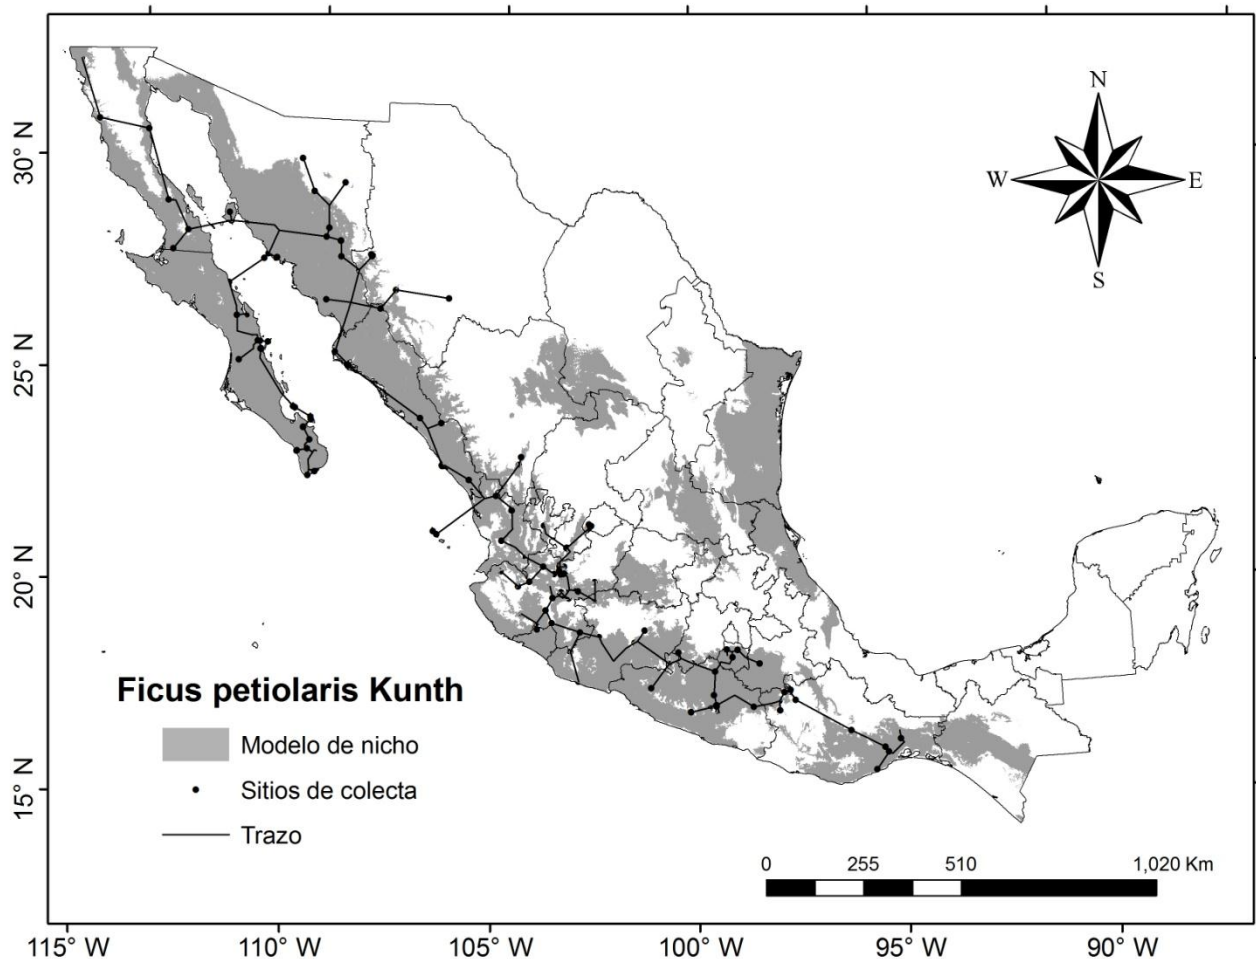 N
W E
S
30° N
25° N
20° N
15° N
Ficus petiolaris Kunth
Modelo de nicho
Sitios de colecta
Trazo
0 255 510 1,020 Km
115° W 110° W 105° W 100° W 95° W 90° W